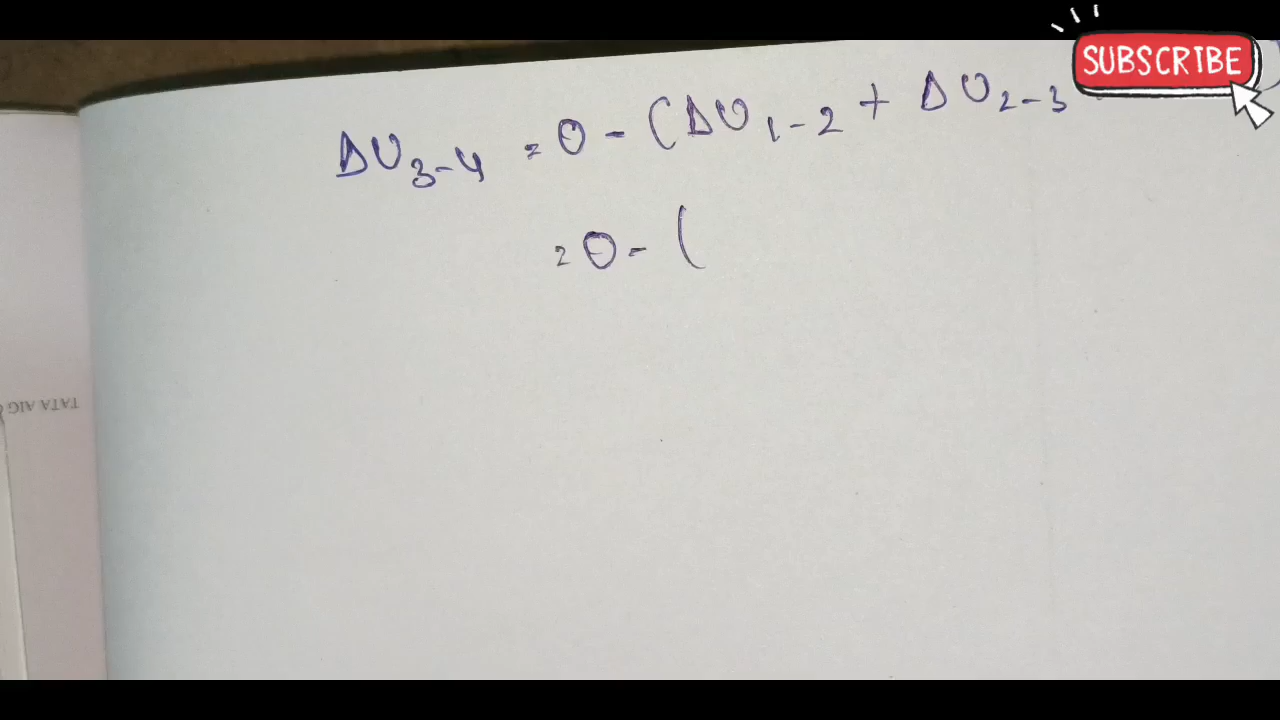 SUBSCRIBE
ΔU3-4 = 0 - (ΔU1-2 + ΔU2-3
= 0 - (
TATA AIG